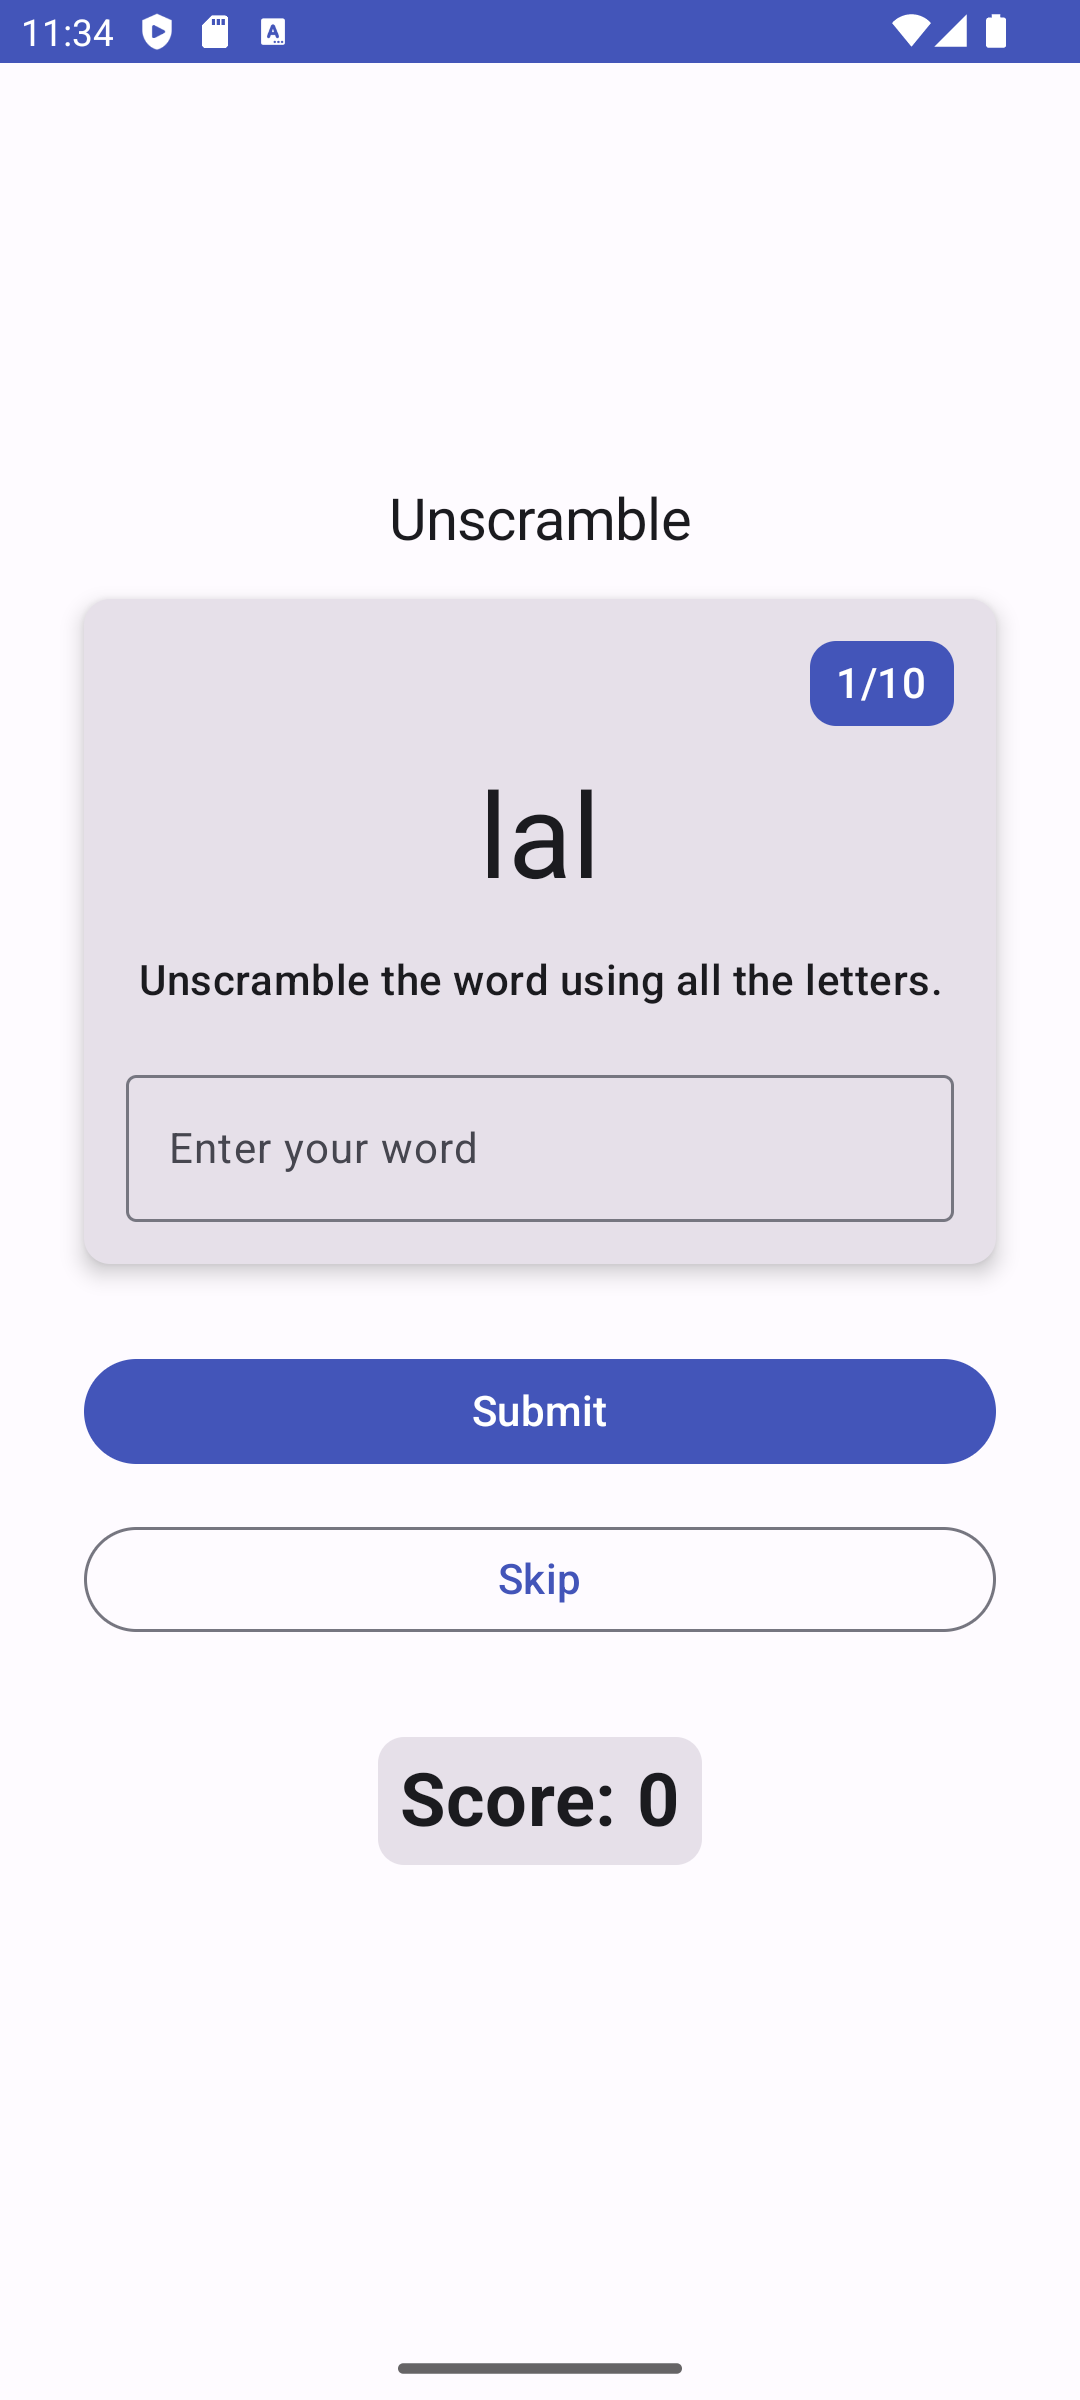 11:34
Unscramble
1/10
lal
Unscramble the word using all the letters.
Enter your word
Submit
Skip
Score: 0